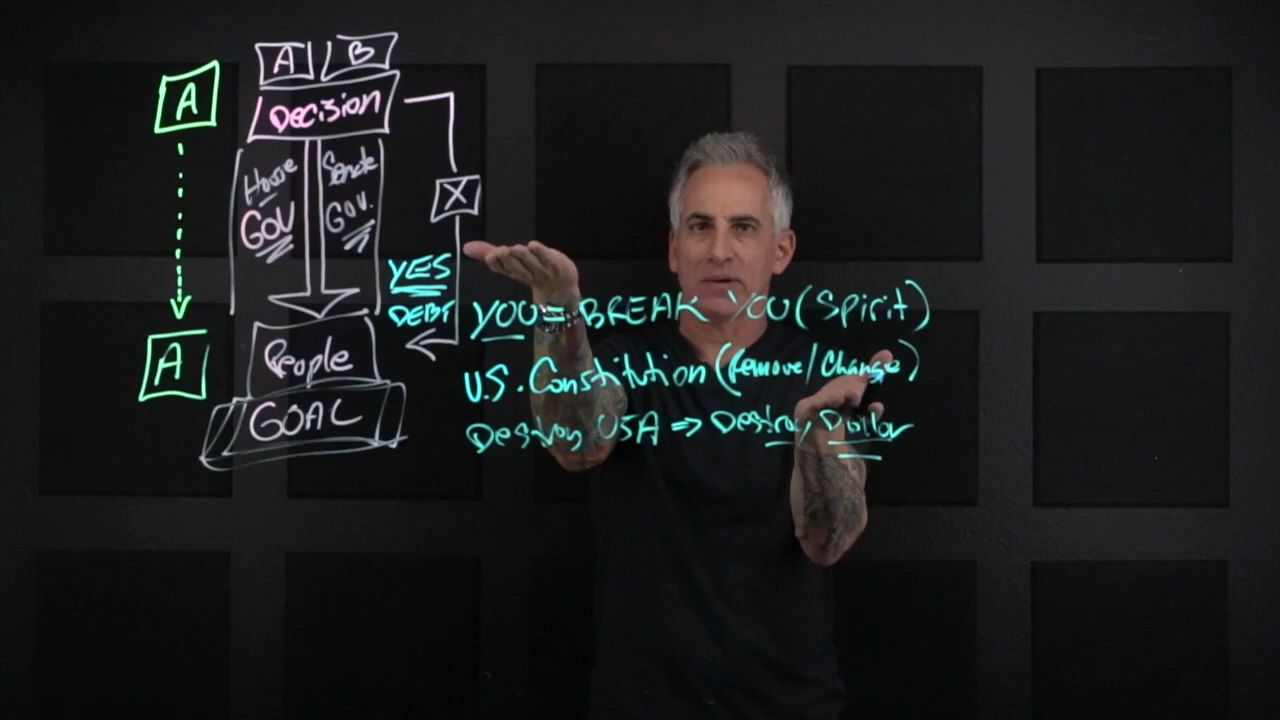 A B
A
Decision
House Senate
GOV GOV.
X
YES
DEBT
YOU = BREAK YOU (Spirit)
People
A
U.S. Constitution (Remove/Change)
GOAL
Destroy USA ⇒ Destroy Dollar